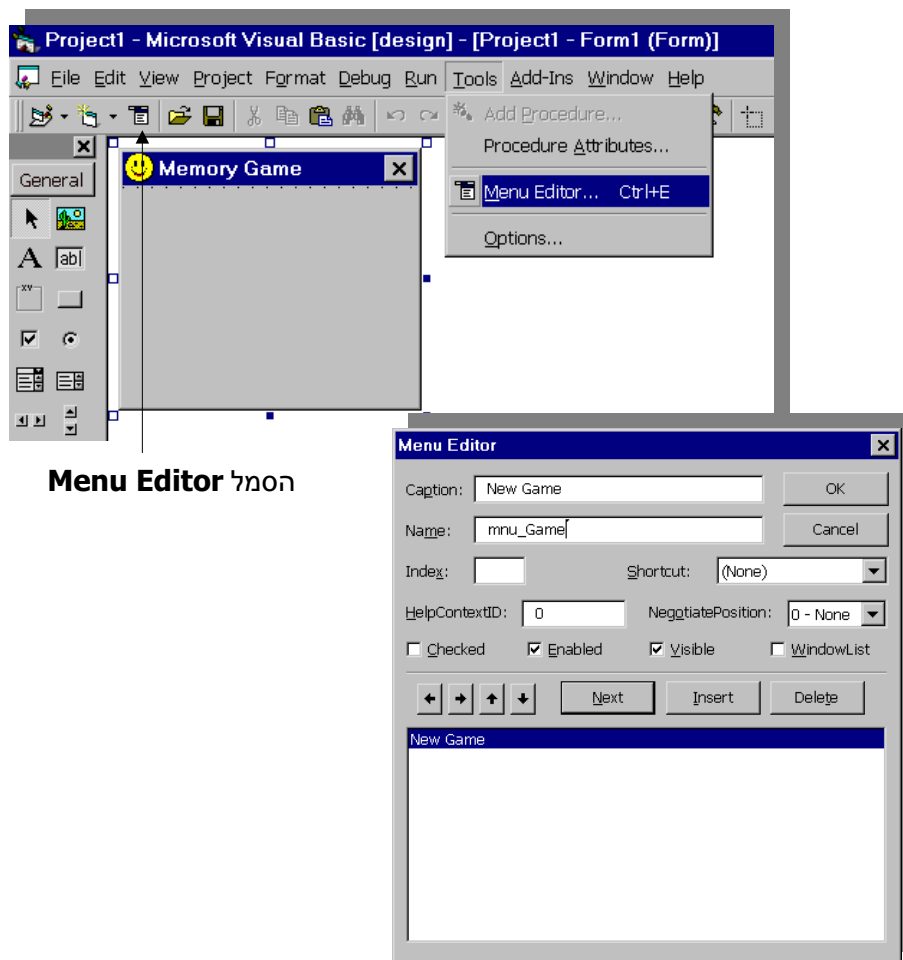 Project1 - Microsoft Visual Basic [design] - [Project1 - Form1 (Form)]
File Edit View Project Format Debug Run Tools Add-Ins Window Help
Add Procedure...
Procedure Attributes...
Menu Editor... Ctrl+E
Options...
General
Memory Game
A ab
xy
הסמל Menu Editor
Menu Editor
Caption: New Game OK
Name: mnu_Game Cancel
Index: Shortcut: (None)
HelpContextID: 0 NegotiatePosition: 0 - None
Checked Enabled Visible WindowList
Next Insert Delete
New Game